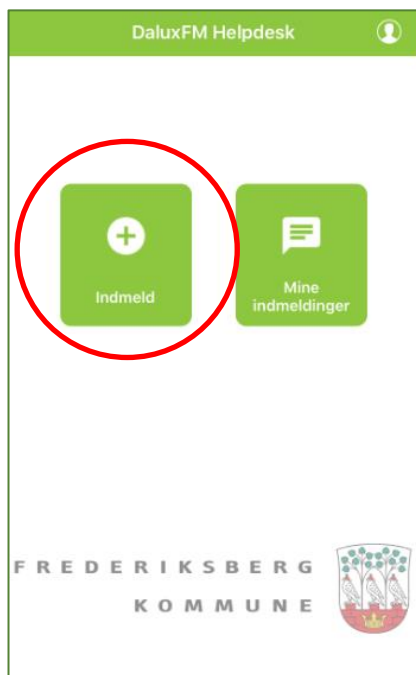 DaluxFM Helpdesk
Indmeld
Mine
indmeldinger
FREDERIKSBERG
KOMMUNE